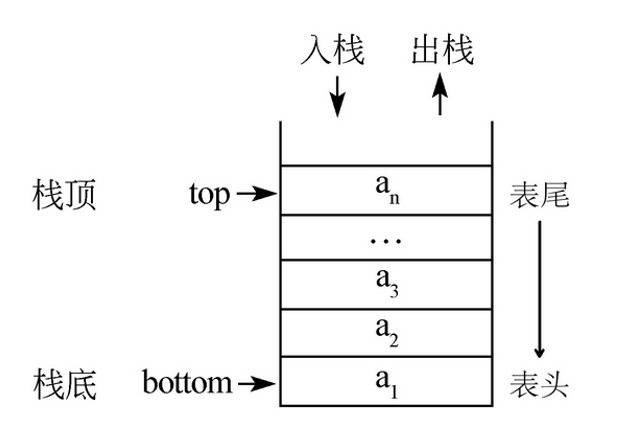 入栈 出栈
栈顶 top aₙ 表尾
…
a₃
a₂
栈底 bottom a₁ 表头